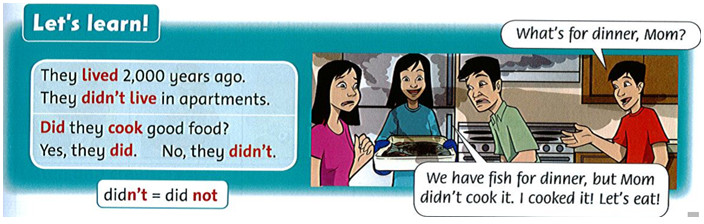 Let's learn!
They lived 2,000 years ago.
They didn't live in apartments.
Did they cook good food?
Yes, they did. No, they didn't.
didn't = did not
What's for dinner, Mom?
We have fish for dinner, but Mom
didn't cook it. I cooked it! Let's eat!